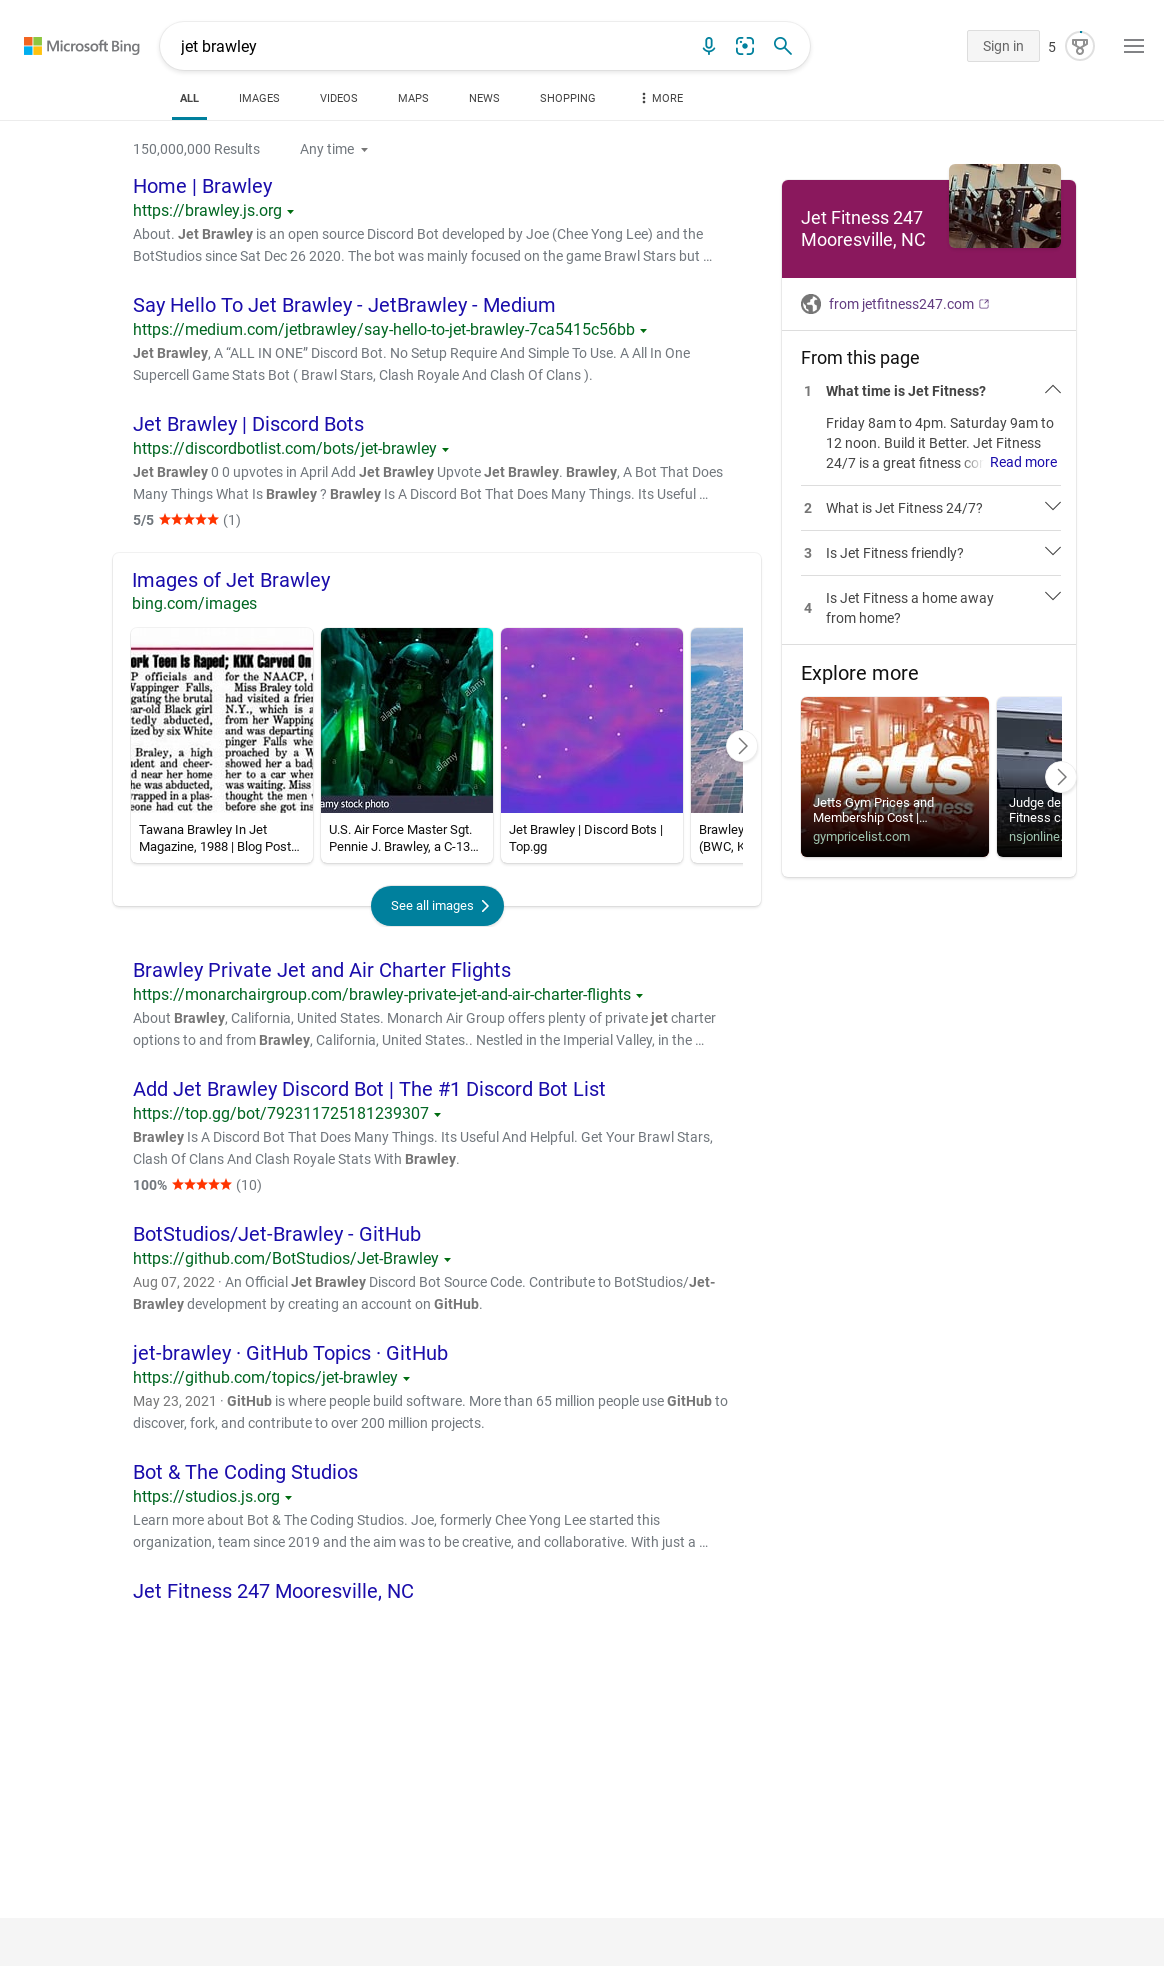 Microsoft Bing
jet brawley
Sign in
5
ALL
IMAGES
VIDEOS
MAPS
NEWS
SHOPPING
MORE
150,000,000 Results
Any time
Home | Brawley
https://brawley.js.org
About. Jet Brawley is an open source Discord Bot developed by Joe (Chee Yong Lee) and the
BotStudios since Sat Dec 26 2020. The bot was mainly focused on the game Brawl Stars but …
Say Hello To Jet Brawley - JetBrawley - Medium
https://medium.com/jetbrawley/say-hello-to-jet-brawley-7ca5415c56bb
Jet Brawley, A “ALL IN ONE” Discord Bot. No Setup Require And Simple To Use. A All In One
Supercell Game Stats Bot ( Brawl Stars, Clash Royale And Clash Of Clans ).
Jet Brawley | Discord Bots
https://discordbotlist.com/bots/jet-brawley
Jet Brawley 0 0 upvotes in April Add Jet Brawley Upvote Jet Brawley. Brawley, A Bot That Does
Many Things What Is Brawley ? Brawley Is A Discord Bot That Does Many Things. Its Useful …
5/5 (1)
Images of Jet Brawley
bing.com/images
ork Teen Is Raped; KKK Carved On
P officials and
Wappinger Falls,
gating the brutal
ear-old Black girl
tedly abducted,
ized by six White
Braley, a high
dent and cheer-
d near her home
he was abducted,
wrapped in a plas-
eone had cut the
for the NAACP, t
Miss Braley told
had visited a frien
N.Y., which is a
from her Wapping
and was departing
pinger Falls whe
proached by a W
showed her a bad
her to a car wher
was waiting. Miss
thought the men
before she got ins
a
a
alamy
alamy
alamy
amy stock photo
Tawana Brawley In Jet
Magazine, 1988 | Blog Post…
U.S. Air Force Master Sgt.
Pennie J. Brawley, a C-13…
Jet Brawley | Discord Bots |
Top.gg
Brawley
(BWC, K
See all images
Brawley Private Jet and Air Charter Flights
https://monarchairgroup.com/brawley-private-jet-and-air-charter-flights
About Brawley, California, United States. Monarch Air Group offers plenty of private jet charter
options to and from Brawley, California, United States.. Nestled in the Imperial Valley, in the …
Add Jet Brawley Discord Bot | The #1 Discord Bot List
https://top.gg/bot/792311725181239307
Brawley Is A Discord Bot That Does Many Things. Its Useful And Helpful. Get Your Brawl Stars,
Clash Of Clans And Clash Royale Stats With Brawley.
100% (10)
BotStudios/Jet-Brawley - GitHub
https://github.com/BotStudios/Jet-Brawley
Aug 07, 2022 · An Official Jet Brawley Discord Bot Source Code. Contribute to BotStudios/Jet-
Brawley development by creating an account on GitHub.
jet-brawley · GitHub Topics · GitHub
https://github.com/topics/jet-brawley
May 23, 2021 · GitHub is where people build software. More than 65 million people use GitHub to
discover, fork, and contribute to over 200 million projects.
Bot & The Coding Studios
https://studios.js.org
Learn more about Bot & The Coding Studios. Joe, formerly Chee Yong Lee started this
organization, team since 2019 and the aim was to be creative, and collaborative. With just a …
Jet Fitness 247 Mooresville, NC
Jet Fitness 247
Mooresville, NC
from jetfitness247.com
From this page
1 What time is Jet Fitness?
Friday 8am to 4pm. Saturday 9am to
12 noon. Build it Better. Jet Fitness
24/7 is a great fitness co Read more
2 What is Jet Fitness 24/7?
3 Is Jet Fitness friendly?
4 Is Jet Fitness a home away
from home?
Explore more
jetts
24 hour fitness
Jetts Gym Prices and
Membership Cost |…
gympricelist.com
Judge de
Fitness c
nsjonline.